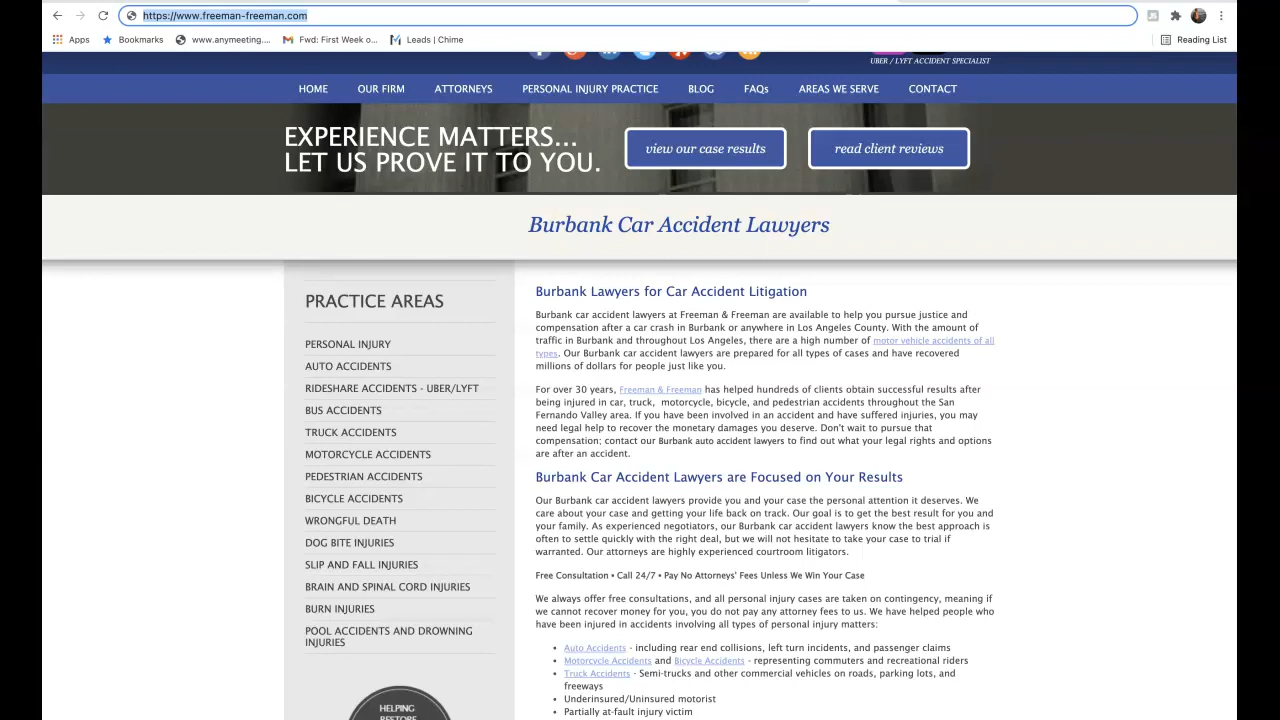 https://www.freeman-freeman.com
Apps
Bookmarks
www.anymeeting....
Fwd: First Week o...
Leads | Chime
Reading List
UBER / LYFT ACCIDENT SPECIALIST
HOME
OUR FIRM
ATTORNEYS
PERSONAL INJURY PRACTICE
BLOG
FAQs
AREAS WE SERVE
CONTACT
EXPERIENCE MATTERS...
LET US PROVE IT TO YOU.
view our case results
read client reviews
Burbank Car Accident Lawyers
PRACTICE AREAS
PERSONAL INJURY
AUTO ACCIDENTS
RIDESHARE ACCIDENTS - UBER/LYFT
BUS ACCIDENTS
TRUCK ACCIDENTS
MOTORCYCLE ACCIDENTS
PEDESTRIAN ACCIDENTS
BICYCLE ACCIDENTS
WRONGFUL DEATH
DOG BITE INJURIES
SLIP AND FALL INJURIES
BRAIN AND SPINAL CORD INJURIES
BURN INJURIES
POOL ACCIDENTS AND DROWNING
INJURIES
HELPING
RESTORE
Burbank Lawyers for Car Accident Litigation
Burbank car accident lawyers at Freeman & Freeman are available to help you pursue justice and
compensation after a car crash in Burbank or anywhere in Los Angeles County. With the amount of
traffic in Burbank and throughout Los Angeles, there are a high number of motor vehicle accidents of all
types. Our Burbank car accident lawyers are prepared for all types of cases and have recovered
millions of dollars for people just like you.
For over 30 years, Freeman & Freeman has helped hundreds of clients obtain successful results after
being injured in car, truck, motorcycle, bicycle, and pedestrian accidents throughout the San
Fernando Valley area. If you have been involved in an accident and have suffered injuries, you may
need legal help to recover the monetary damages you deserve. Don't wait to pursue that
compensation; contact our Burbank auto accident lawyers to find out what your legal rights and options
are after an accident.
Burbank Car Accident Lawyers are Focused on Your Results
Our Burbank car accident lawyers provide you and your case the personal attention it deserves. We
care about your case and getting your life back on track. Our goal is to get the best result for you and
your family. As experienced negotiators, our Burbank car accident lawyers know the best approach is
often to settle quickly with the right deal, but we will not hesitate to take your case to trial if
warranted. Our attorneys are highly experienced courtroom litigators.
Free Consultation • Call 24/7 • Pay No Attorneys' Fees Unless We Win Your Case
We always offer free consultations, and all personal injury cases are taken on contingency, meaning if
we cannot recover money for you, you do not pay any attorney fees to us. We have helped people who
have been injured in accidents involving all types of personal injury matters:
• Auto Accidents - including rear end collisions, left turn incidents, and passenger claims
• Motorcycle Accidents and Bicycle Accidents - representing commuters and recreational riders
• Truck Accidents - Semi-trucks and other commercial vehicles on roads, parking lots, and
freeways
• Underinsured/Uninsured motorist
• Partially at-fault injury victim